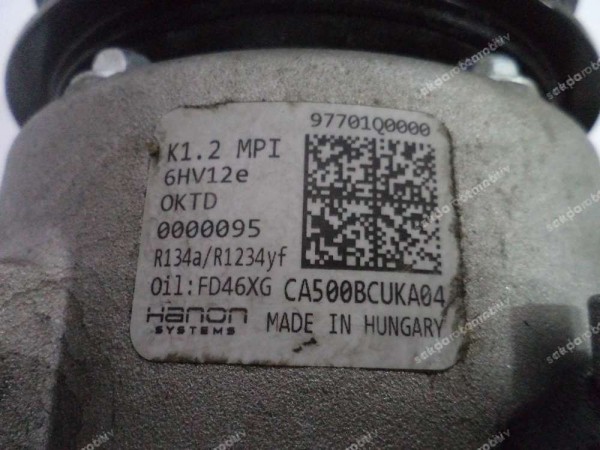 97701Q0000
K1.2 MPI
6HV12e
OKTD
0000095
R134a/R1234yf
Oil:FD46XG CA500BCUKA04
Hanon
SYSTEMS
MADE IN HUNGARY